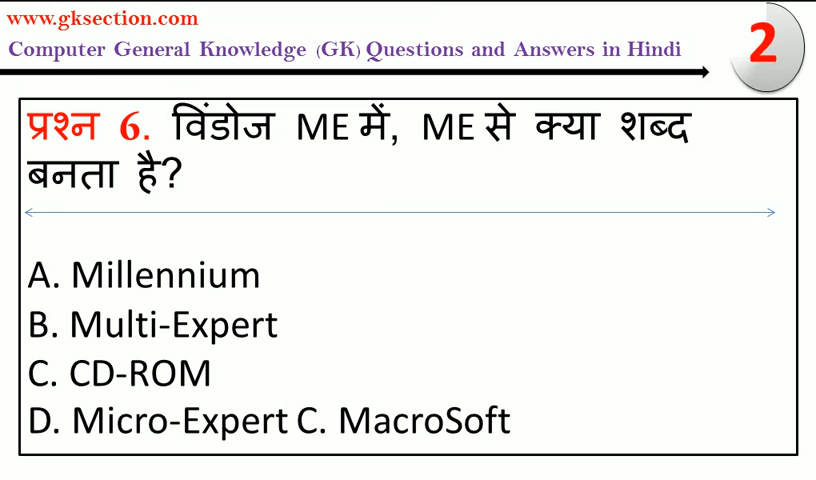 www.gksection.com
Computer General Knowledge (GK) Questions and Answers in Hindi
2
प्रश्न 6. विंडोज ME में, ME से क्या शब्द
बनता है?
A. Millennium
B. Multi-Expert
C. CD-ROM
D. Micro-Expert C. MacroSoft